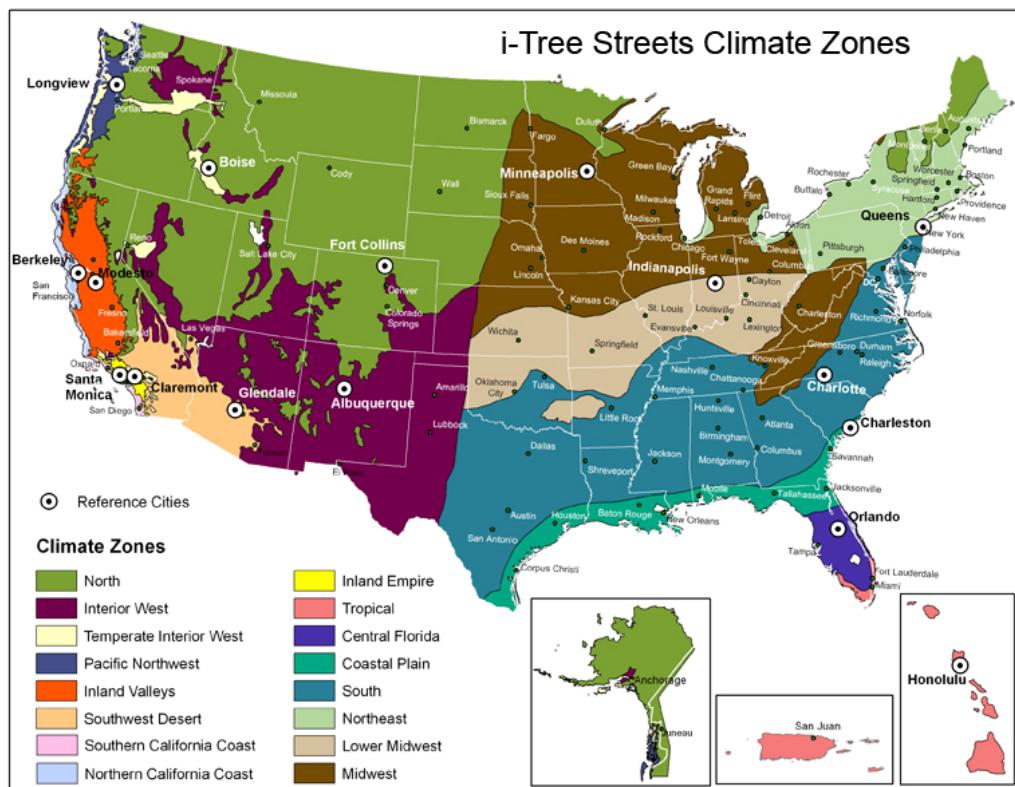 i-Tree Streets Climate Zones
Seattle
Tacoma
Spokane
Longview
Portland
Missoula
Bismarck
Fargo
Duluth
Boise
Cody
Wall
Minneapolis
Green Bay
Sioux Falls
Milwaukee
Madison
Grand
Rapids
Flint
Lansing
Detroit
Rockford
Chicago
Berlin
Augusta
Montpelier
Portland
Rochester
Buffalo
Syracuse
Worcester
Boston
Springfield
Hartford
Providence
New Haven
Queens
New York
Reno
Salt Lake City
Fort Collins
Denver
Colorado
Springs
Omaha
Lincoln
Des Moines
Toledo
Akron
Cleveland
Fort Wayne
Columbus
Pittsburgh
Philadelphia
Baltimore
DC
Berkeley
Modesto
San
Francisco
Fresno
Bakersfield
Las Vegas
Indianapolis
Dayton
Cincinnati
Kansas City
St. Louis
Louisville
Evansville
Lexington
Charleston
Richmond
Norfolk
Wichita
Springfield
Knoxville
Greensboro
Durham
Raleigh
Oxnard
Santa
Monica
Claremont
San Diego
Glendale
Tucson
Albuquerque
Amarillo
Lubbock
El Paso
Oklahoma
City
Tulsa
Nashville
Chattanooga
Memphis
Charlotte
Little Rock
Huntsville
Atlanta
Birmingham
Columbus
Charleston
Dallas
Shreveport
Jackson
Montgomery
Savannah
Austin
San Antonio
Houston
Baton Rouge
New Orleans
Mobile
Tallahassee
Jacksonville
Corpus Christi
Orlando
Tampa
Fort Lauderdale
Miami
Reference Cities
Climate Zones
North
Interior West
Temperate Interior West
Pacific Northwest
Inland Valleys
Southwest Desert
Southern California Coast
Northern California Coast
Inland Empire
Tropical
Central Florida
Coastal Plain
South
Northeast
Lower Midwest
Midwest
Anchorage
Juneau
San Juan
Honolulu